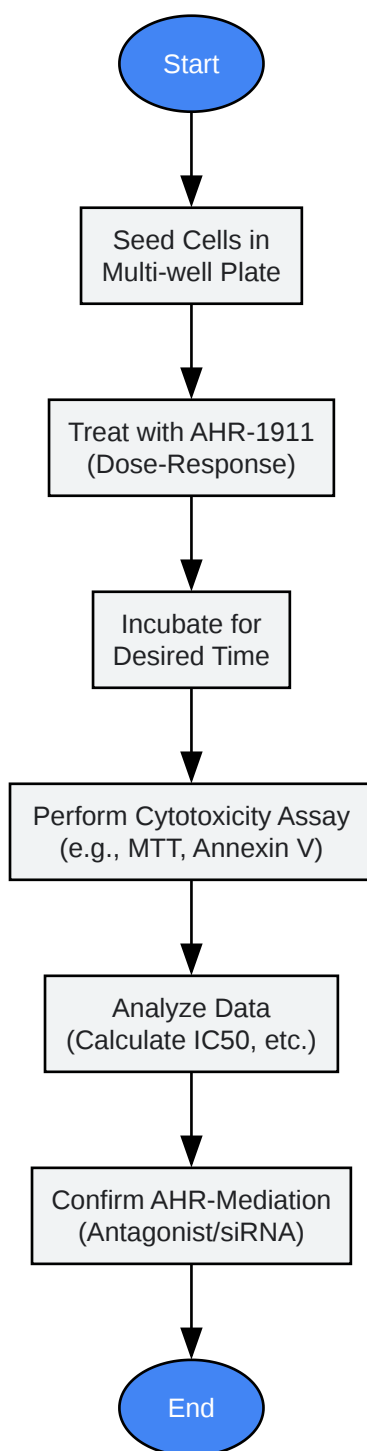 Start
Seed Cells in
Multi-well Plate
Treat with AHR-1911
(Dose-Response)
Incubate for
Desired Time
Perform Cytotoxicity Assay
(e.g., MTT, Annexin V)
Analyze Data
(Calculate IC50, etc.)
Confirm AHR-Mediation
(Antagonist/siRNA)
End